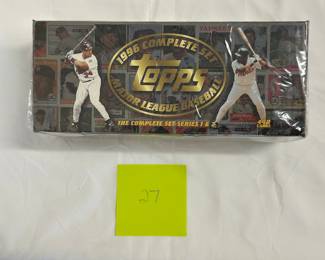 1996 COMPLETE SET
Topps
MAJOR LEAGUE BASEBALL
THE COMPLETE SET-SERIES 1 & 2
27